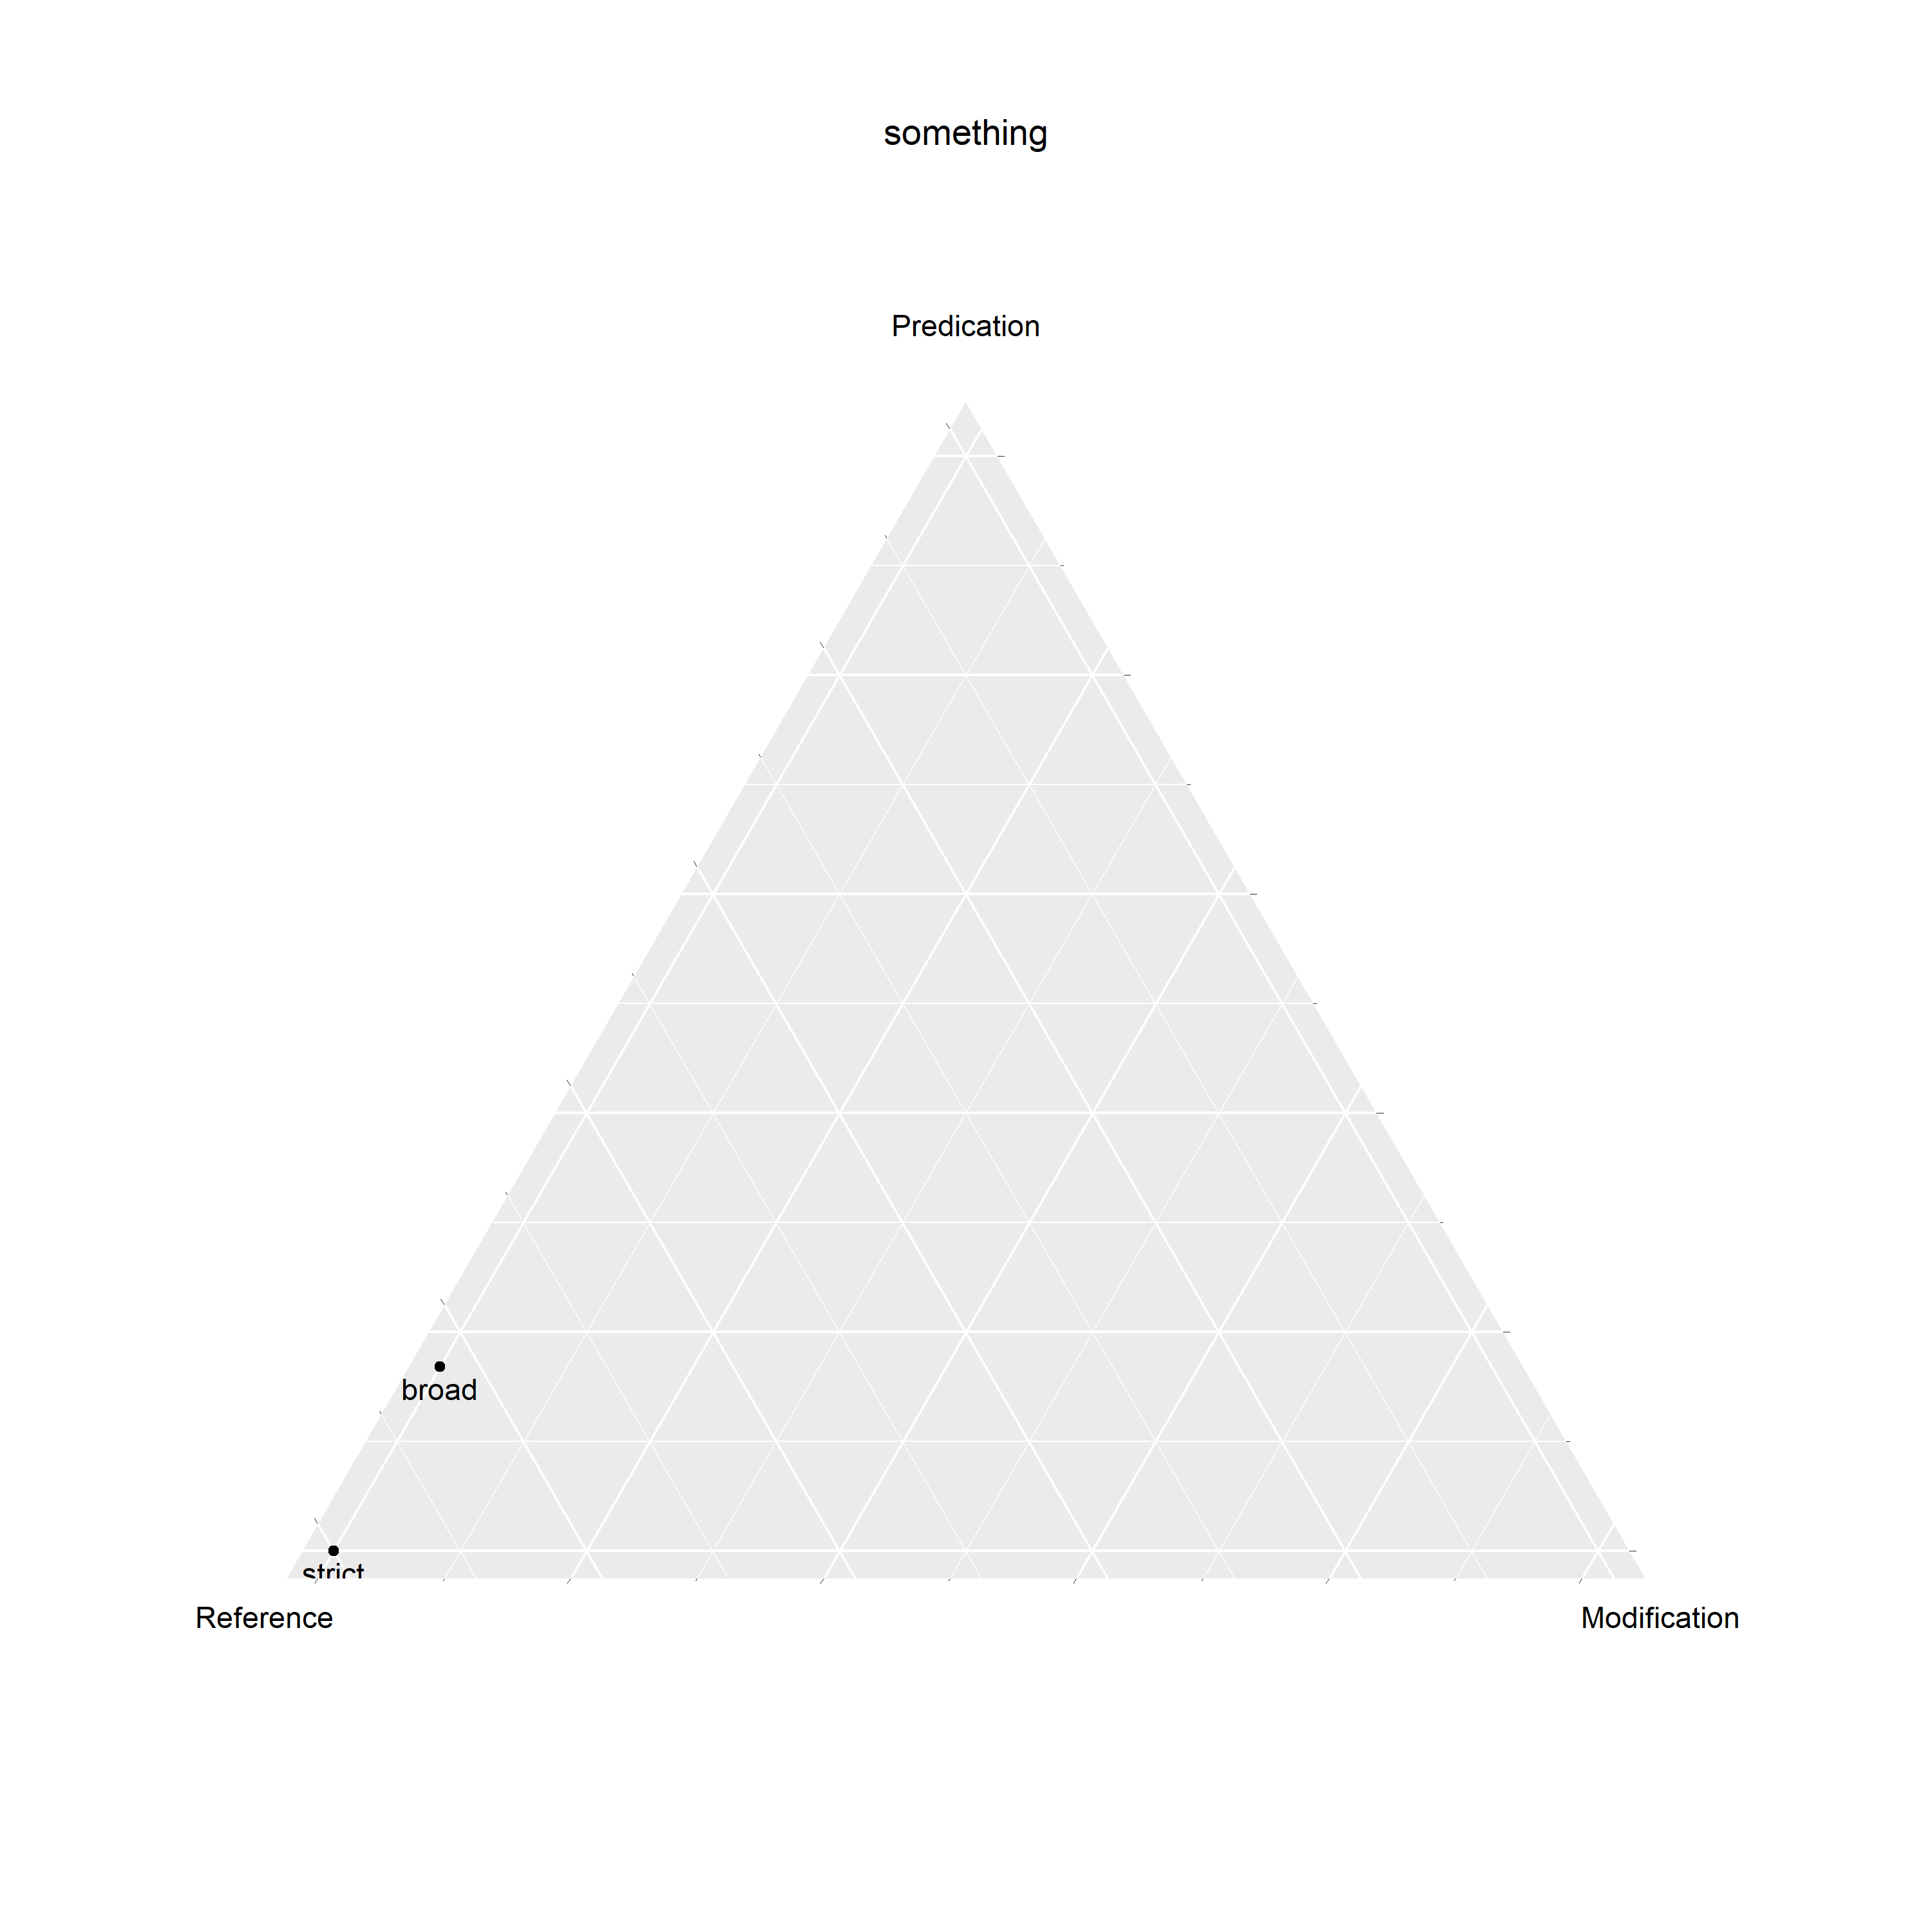 something
Predication
broad
strict
Reference
Modification